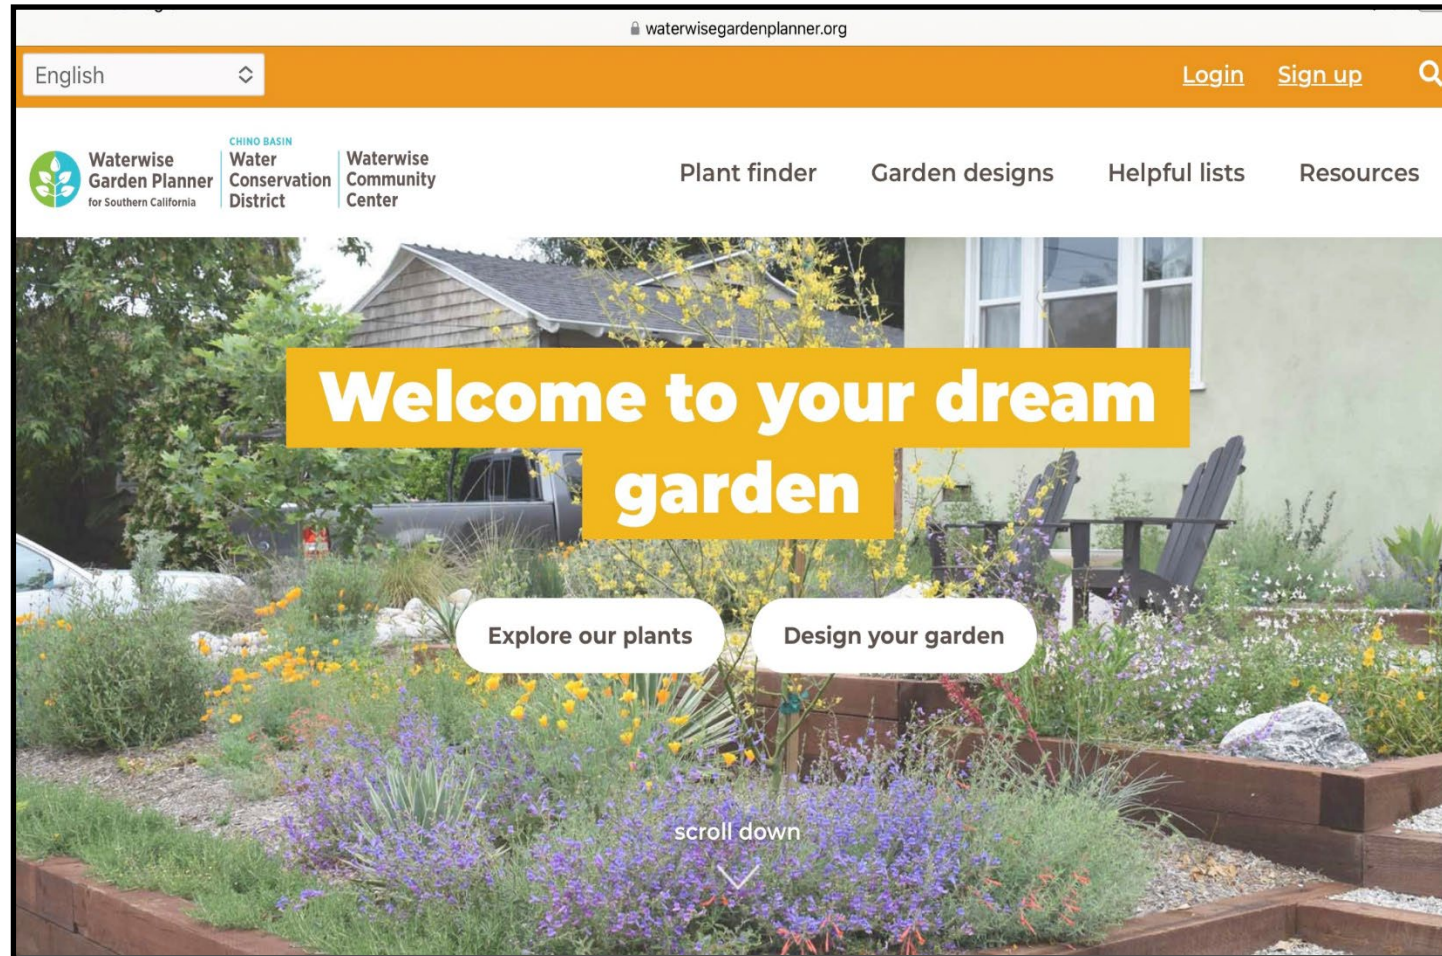 waterwisegardenplanner.org
English
Login
Sign up
Waterwise
Garden Planner
for Southern California
CHINO BASIN
Water
Conservation
District
Waterwise
Community
Center
Plant finder
Garden designs
Helpful lists
Resources
Welcome to your dream
garden
Explore our plants
Design your garden
scroll down